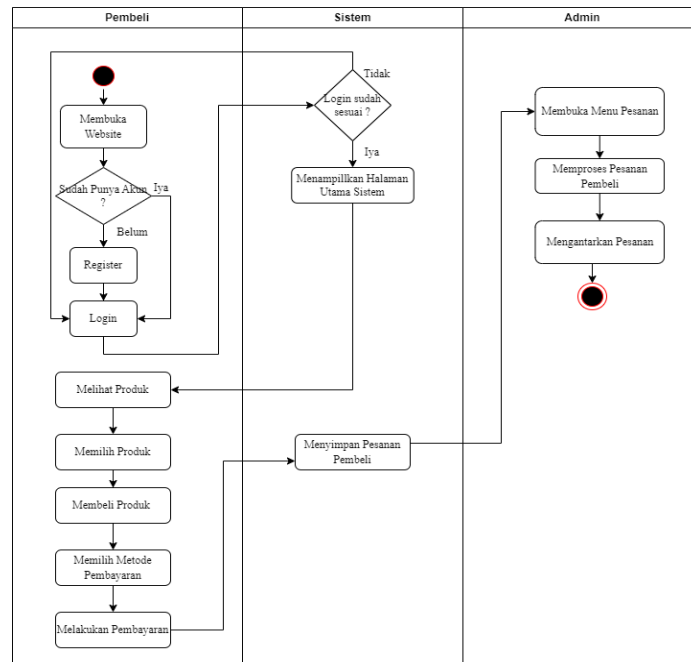 Pembeli
Sistem
Admin
Membuka
Website
Sudah Punya Akun
?
Iya
Belum
Register
Login
Melihat Produk
Memilih Produk
Membeli Produk
Memilih Metode
Pembayaran
Melakukan Pembayaran
Tidak
Login sudah
sesuai ?
Iya
Menampillkan Halaman
Utama Sistem
Menyimpan Pesanan
Pembeli
Membuka Menu Pesanan
Memproses Pesanan
Pembeli
Mengantarkan Pesanan